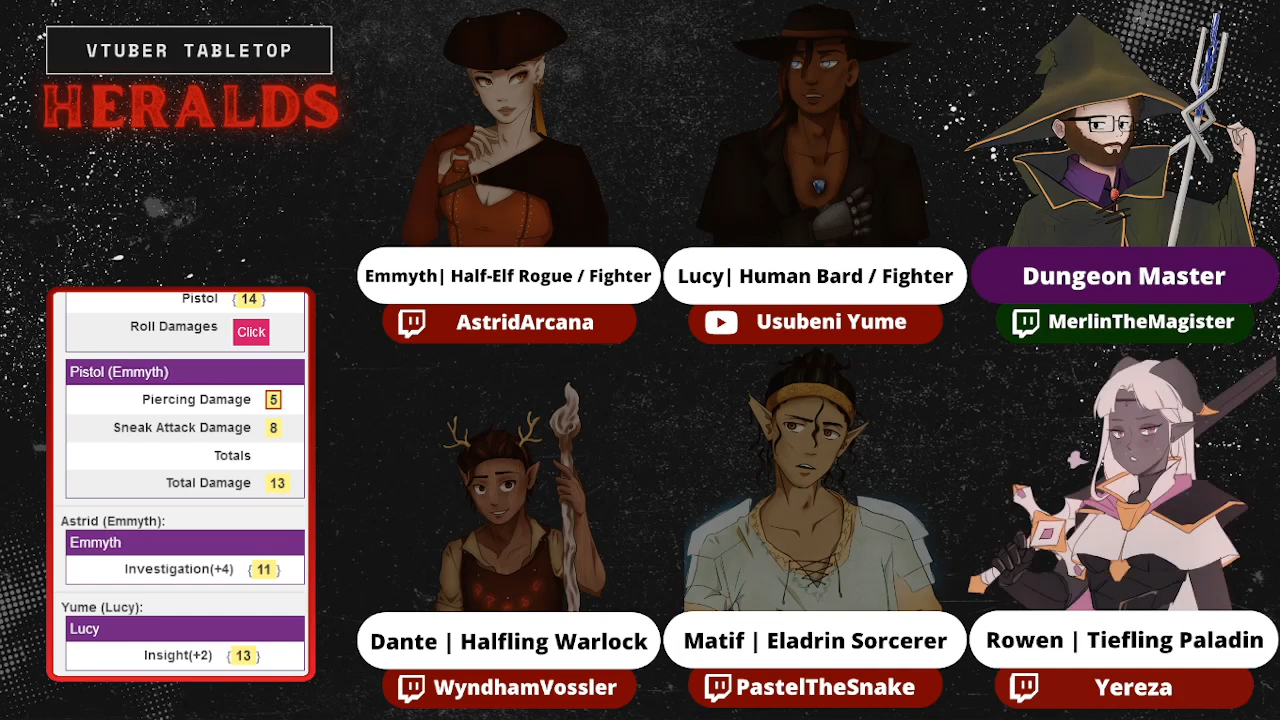 VTUBER TABLETOP
HERALDS
Pistol {14}
Roll Damages Click
Pistol (Emmyth)
Piercing Damage 5
Sneak Attack Damage 8
Totals
Total Damage 13
Astrid (Emmyth):
Emmyth
Investigation(+4) {11}
Yume (Lucy):
Lucy
Insight(+2) {13}
Emmyth| Half-Elf Rogue / Fighter
AstridArcana
Lucy| Human Bard / Fighter
Usubeni Yume
Dungeon Master
MerlinTheMagister
Dante | Halfling Warlock
WyndhamVossler
Matif | Eladrin Sorcerer
PastelTheSnake
Rowen | Tiefling Paladin
Yereza